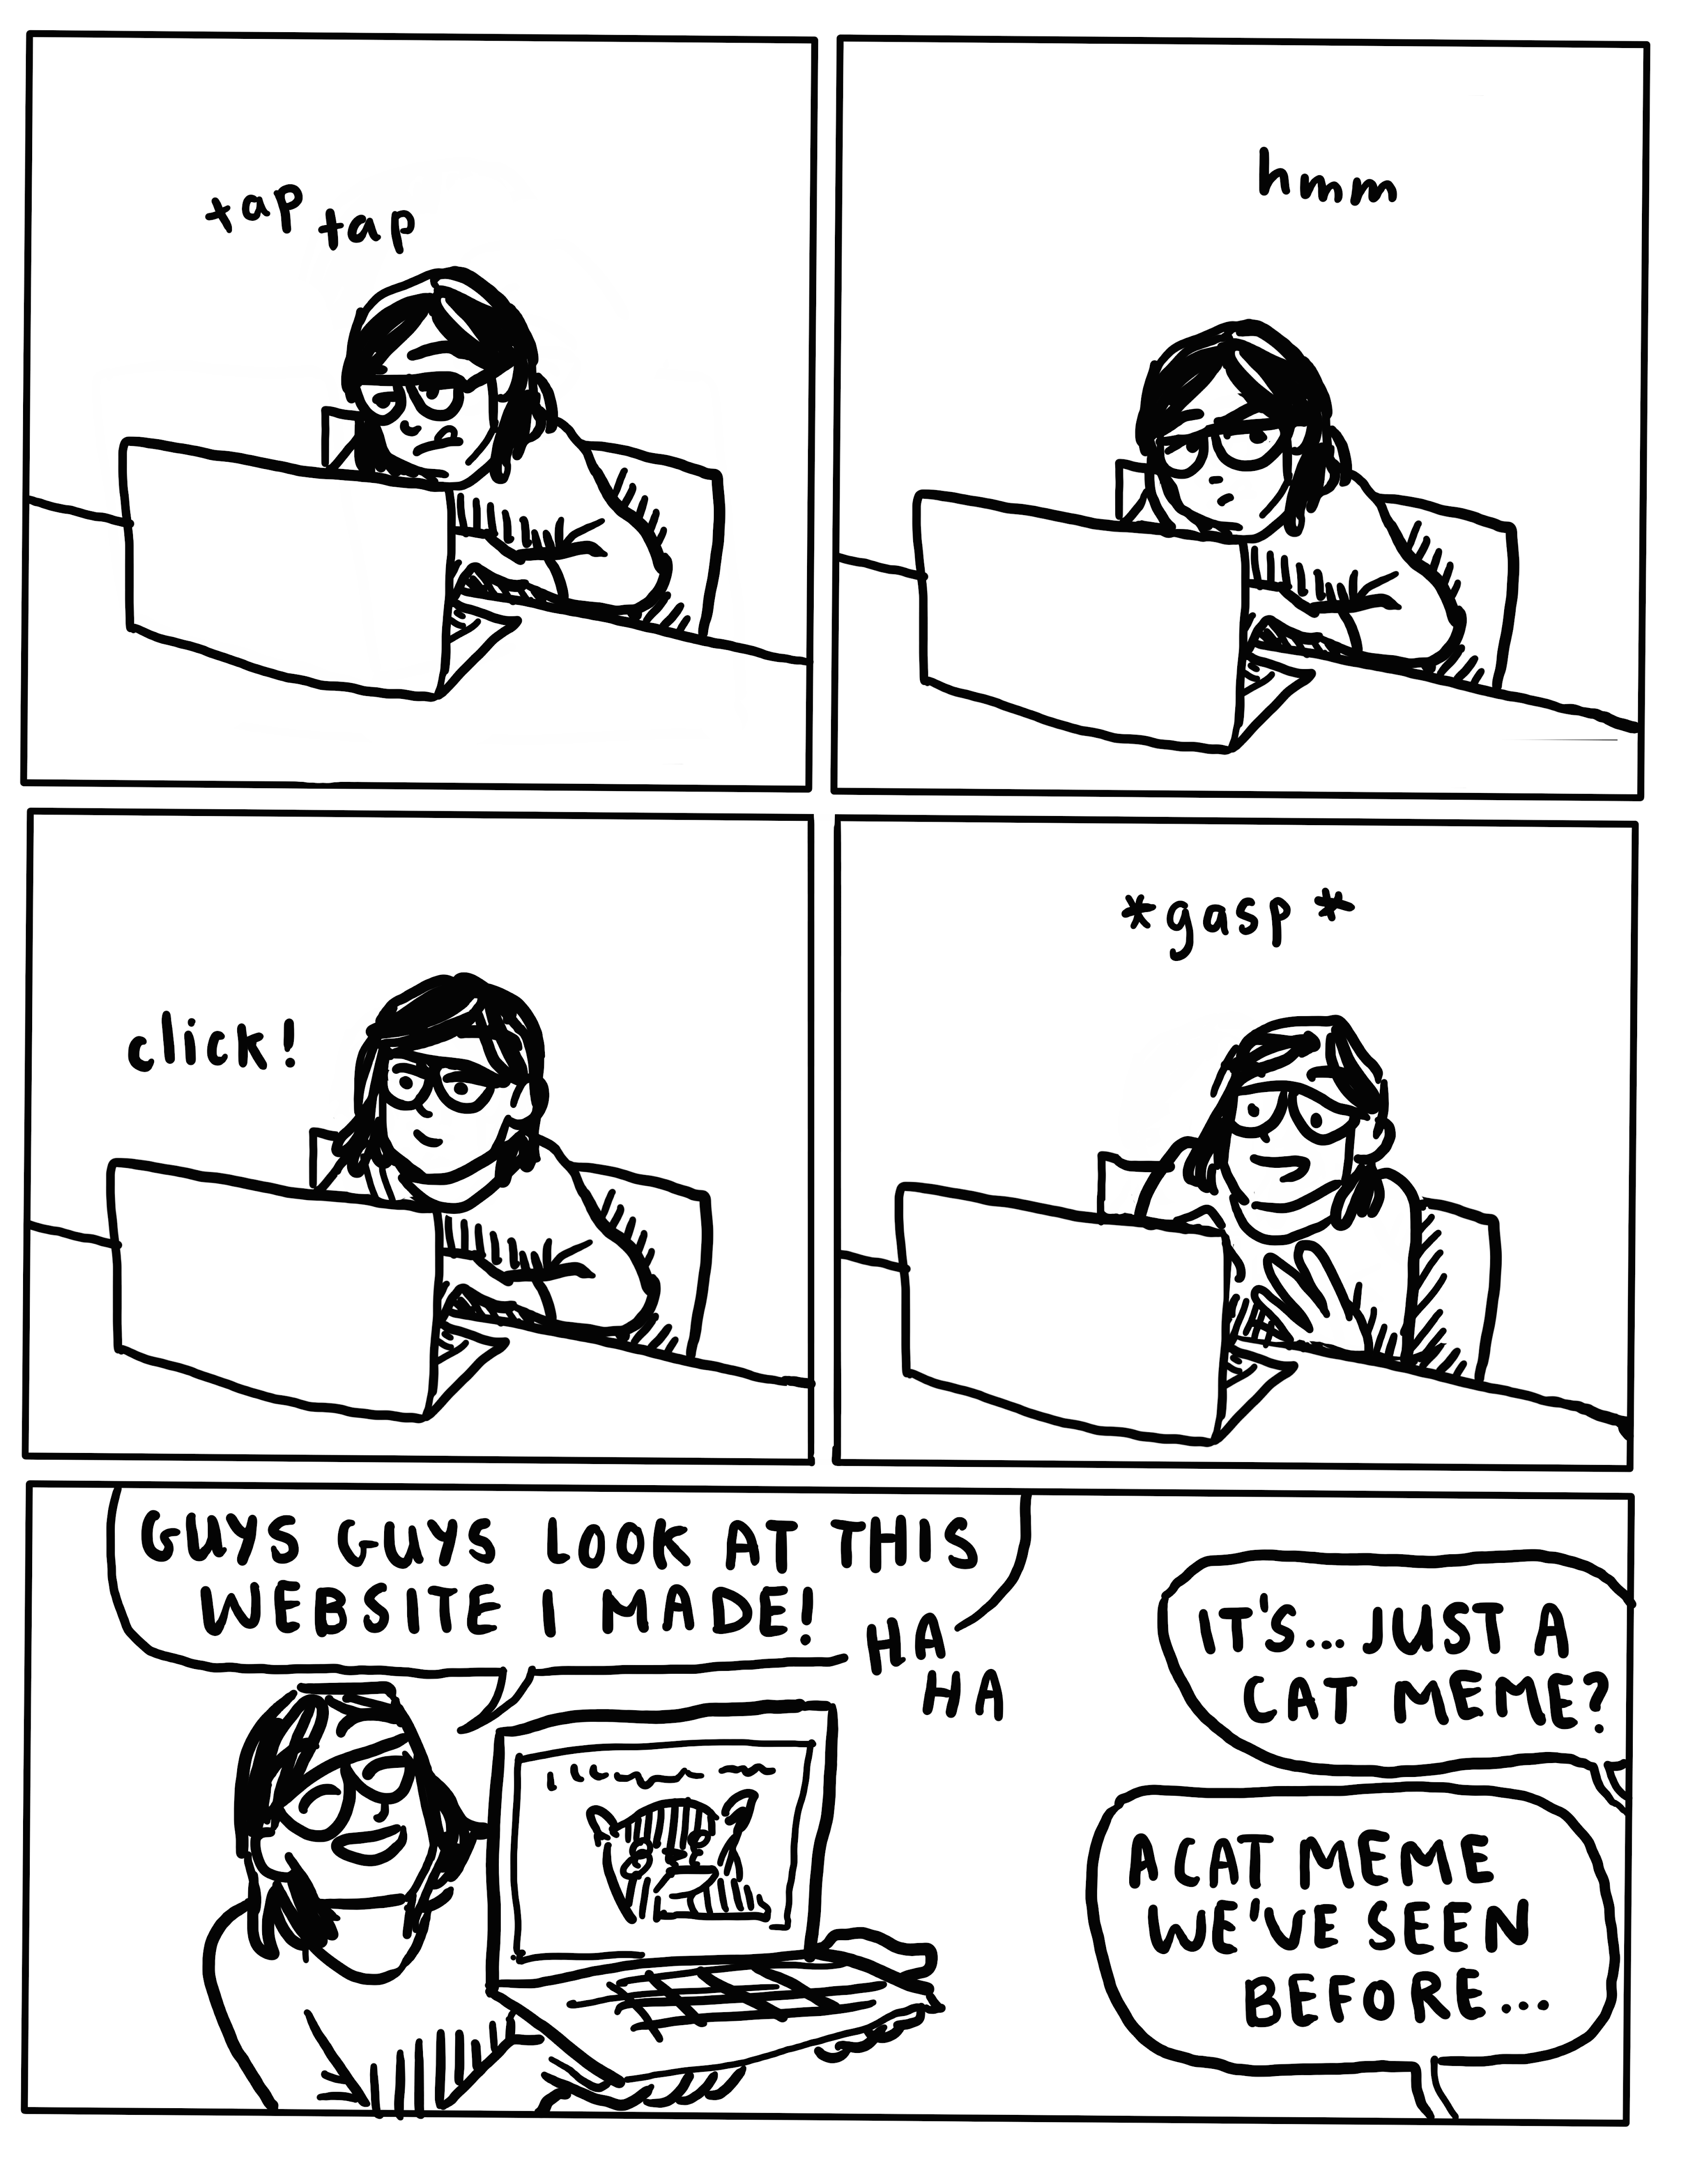 tap tap
hmm
click!
*gasp*
GUYS GUYS LOOK AT THIS
WEBSITE I MADE!
HA
HA
IT'S... JUST A
CAT MEME?
A CAT MEME
WE'VE SEEN
BEFORE...